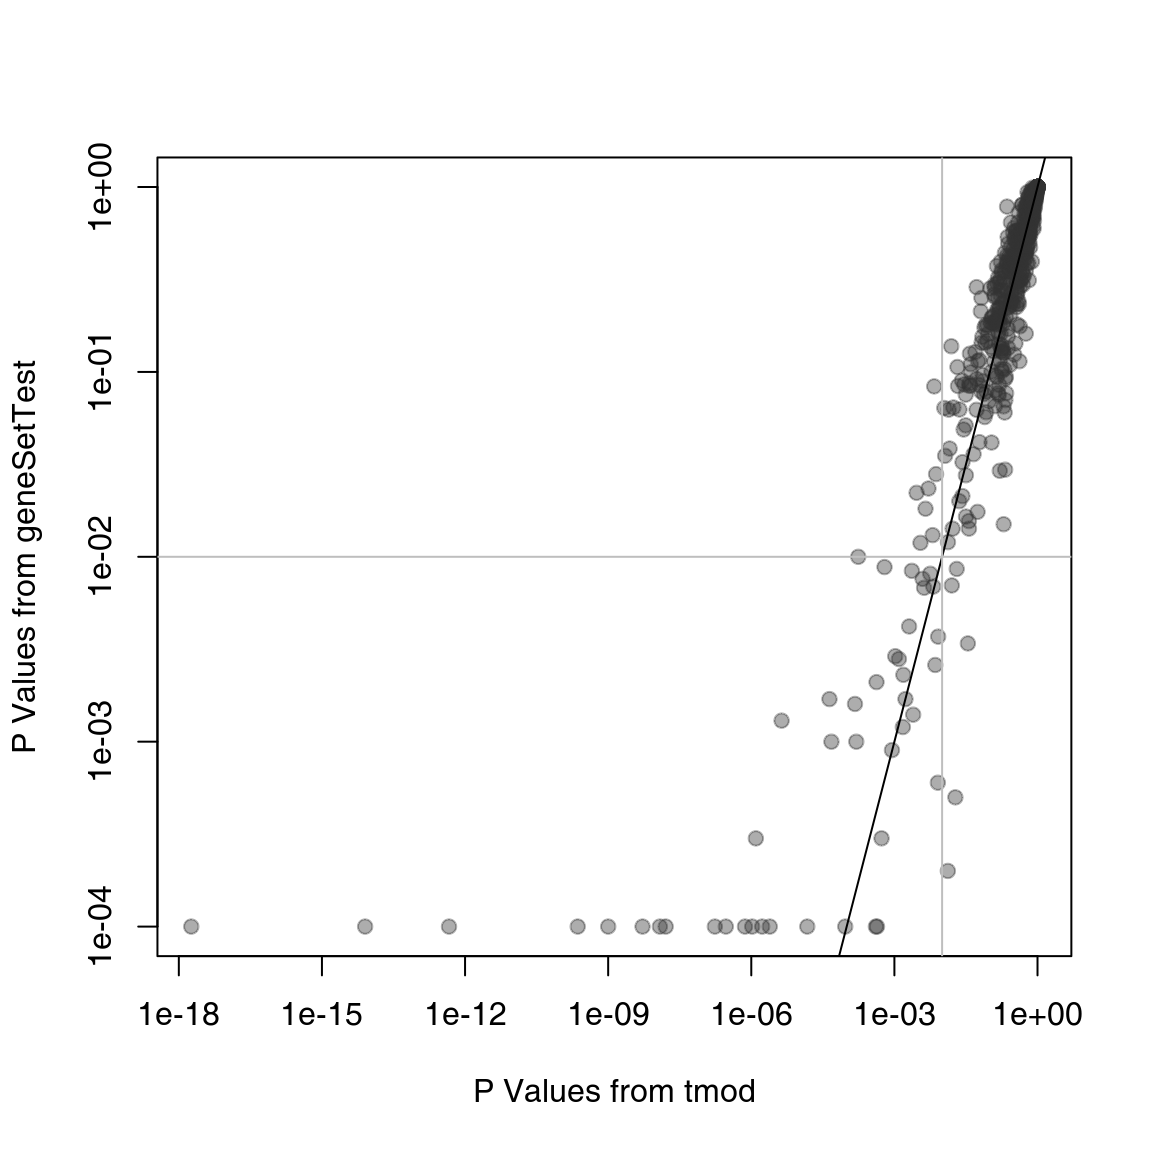 P Values from geneSetTest
1e+00
1e-01
1e-02
1e-03
1e-04
1e-18 1e-15 1e-12 1e-09 1e-06 1e-03 1e+00
P Values from tmod